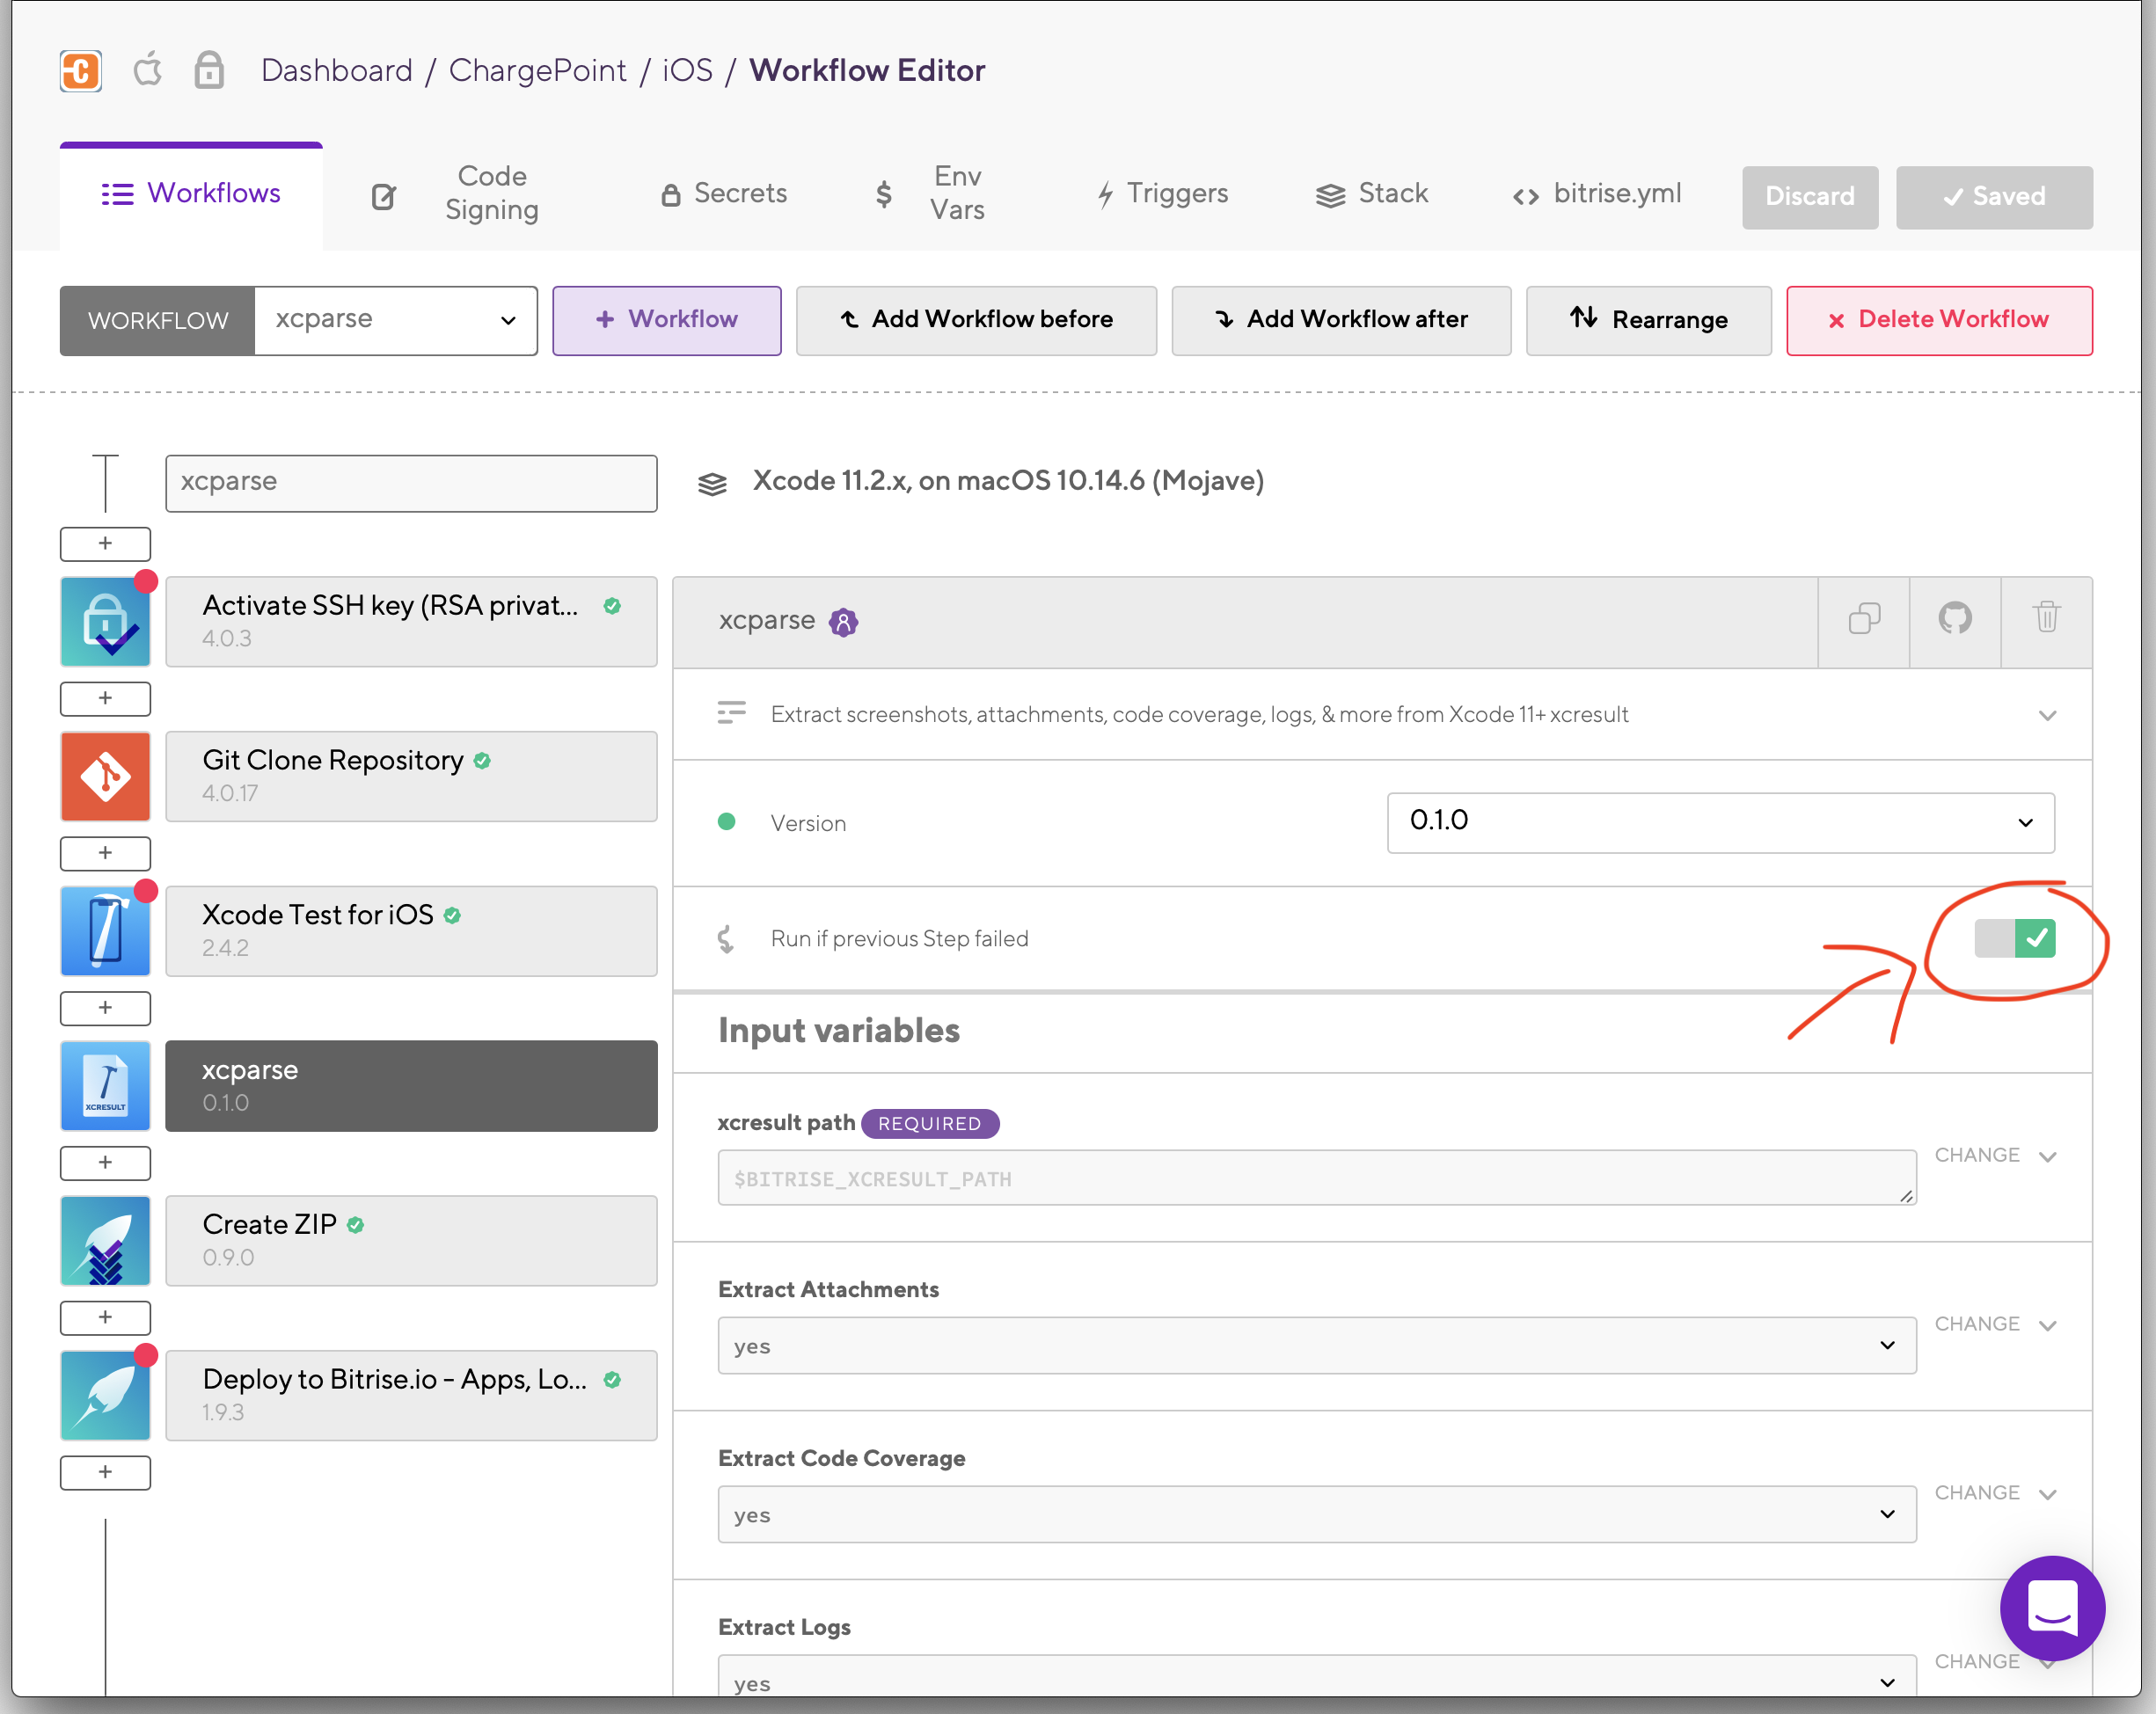 Dashboard / ChargePoint / iOS / Workflow Editor
Workflows
Code
Signing
Secrets
$ Env
Vars
Triggers
Stack
<> bitrise.yml
Discard
Saved
WORKFLOW xcparse
+ Workflow
Add Workflow before
Add Workflow after
Rearrange
× Delete Workflow
xcparse
Xcode 11.2.x, on macOS 10.14.6 (Mojave)
+
Activate SSH key (RSA privat...
4.0.3
+
Git Clone Repository
4.0.17
+
Xcode Test for iOS
2.4.2
+
XCRESULT
xcparse
0.1.0
+
Create ZIP
0.9.0
+
Deploy to Bitrise.io - Apps, Lo...
1.9.3
+
xcparse
Extract screenshots, attachments, code coverage, logs, & more from Xcode 11+ xcresult
Version
0.1.0
Run if previous Step failed
Input variables
xcresult path REQUIRED
$BITRISE_XCRESULT_PATH
CHANGE
Extract Attachments
yes
CHANGE
Extract Code Coverage
yes
CHANGE
Extract Logs
yes
CHANGE